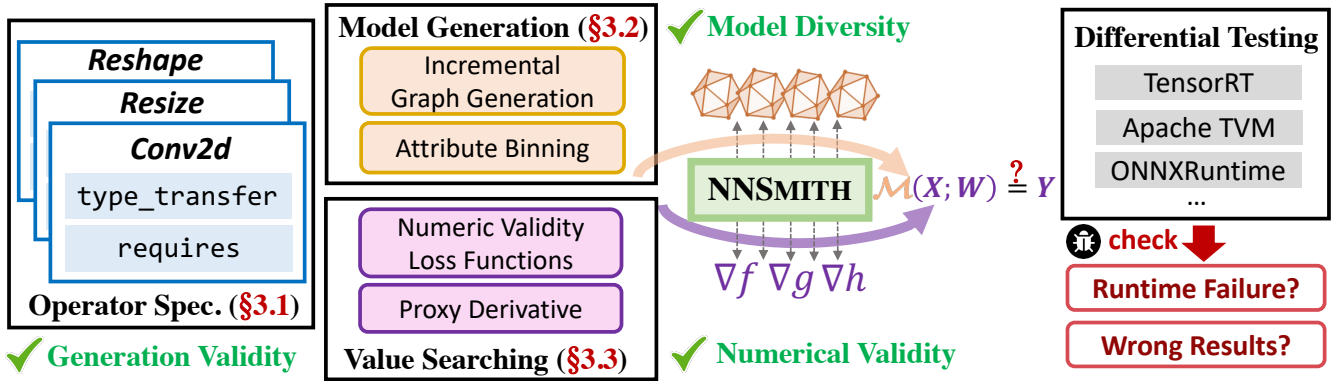 Reshape
Resize
Conv2d
type_transfer
requires
Operator Spec. (§3.1)
Generation Validity
Model Generation (§3.2)
Incremental
Graph Generation
Attribute Binning
Numeric Validity
Loss Functions
Proxy Derivative
Value Searching (§3.3)
Model Diversity
NNSMITH
ℳ(X; W) ≟ Y
∇f ∇g ∇h
Numerical Validity
Differential Testing
TensorRT
Apache TVM
ONNXRuntime
...
check
Runtime Failure?
Wrong Results?